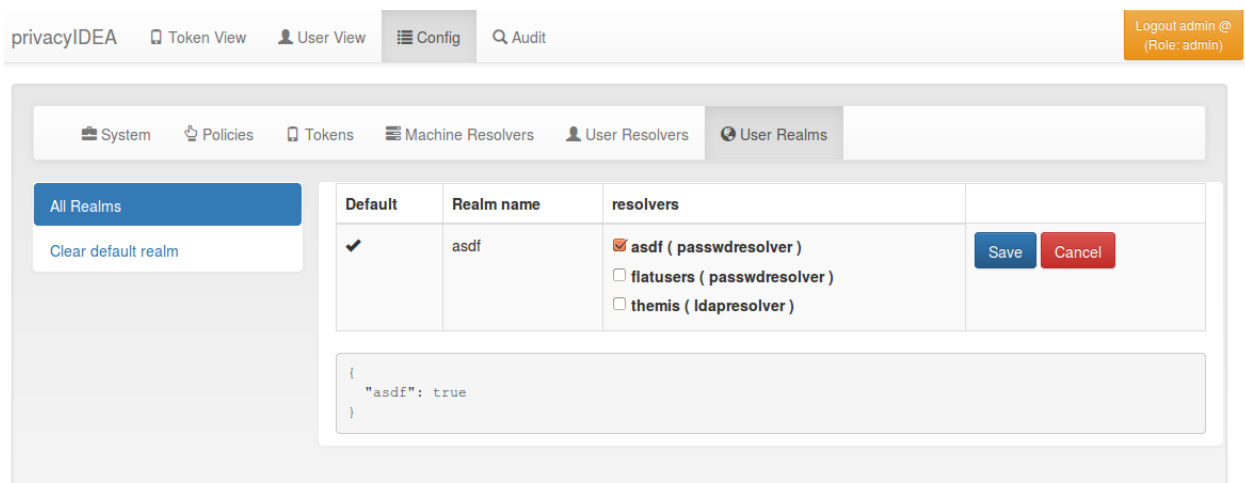 privacyIDEA Token View User View Config Audit Logout admin @
(Role: admin)
System Policies Tokens Machine Resolvers User Resolvers User Realms
All Realms
Clear default realm
Default Realm name resolvers
asdf asdf ( passwdresolver ) Save Cancel
flatusers ( passwdresolver )
themis ( ldapresolver )
{
"asdf": true
}